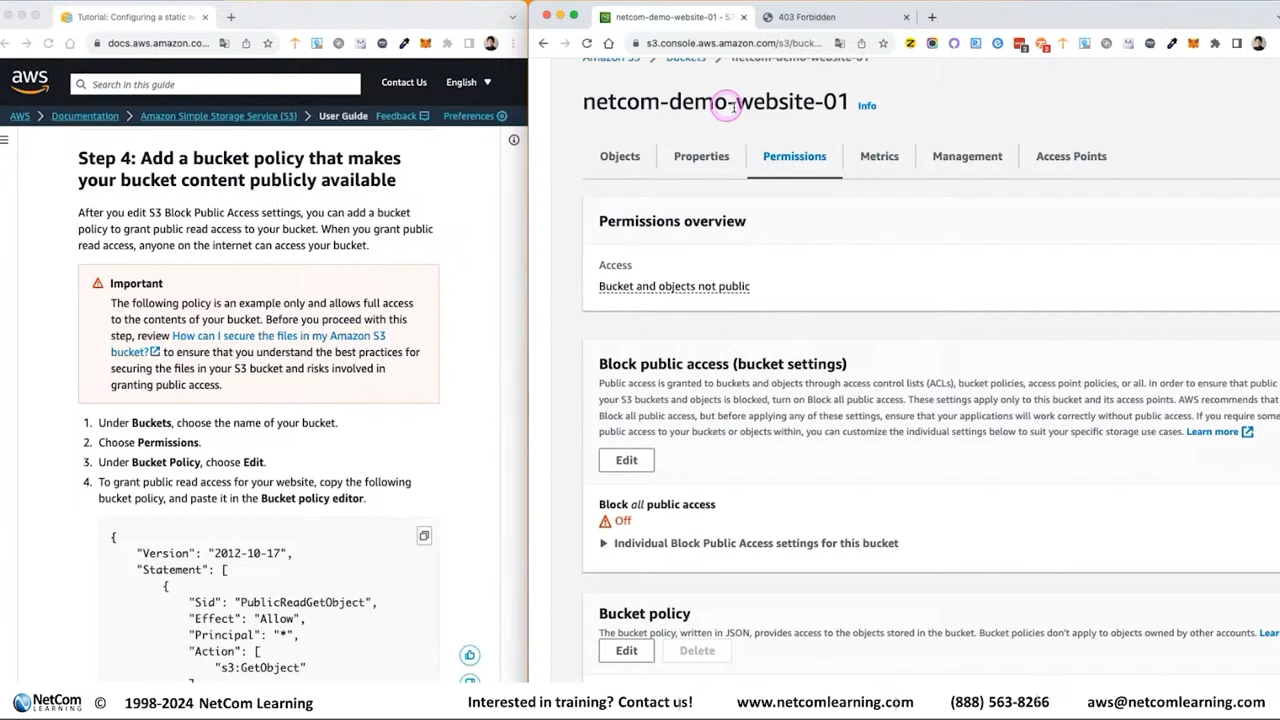 Tutorial: Configuring a static w
docs.aws.amazon.co...
aws
Search in this guide
Contact Us
English
AWS > Documentation > Amazon Simple Storage Service (S3) > User Guide
Feedback
Preferences
Step 4: Add a bucket policy that makes
your bucket content publicly available
After you edit S3 Block Public Access settings, you can add a bucket
policy to grant public read access to your bucket. When you grant public
read access, anyone on the internet can access your bucket.
Important
The following policy is an example only and allows full access
to the contents of your bucket. Before you proceed with this
step, review How can I secure the files in my Amazon S3
bucket? to ensure that you understand the best practices for
securing the files in your S3 bucket and risks involved in
granting public access.
1. Under Buckets, choose the name of your bucket.
2. Choose Permissions.
3. Under Bucket Policy, choose Edit.
4. To grant public read access for your website, copy the following
bucket policy, and paste it in the Bucket policy editor.
{
"Version": "2012-10-17",
"Statement": [
{
"Sid": "PublicReadGetObject",
"Effect": "Allow",
"Principal": "*",
"Action": [
"s3:GetObject"
netcom-demo-website-01 - S3
403 Forbidden
s3.console.aws.amazon.com/s3/buck...
Amazon S3 > Buckets > netcom-demo-website-01
netcom-demo-website-01
Info
Objects
Properties
Permissions
Metrics
Management
Access Points
Permissions overview
Access
Bucket and objects not public
Block public access (bucket settings)
Public access is granted to buckets and objects through access control lists (ACLs), bucket policies, access point policies, or all. In order to ensure that public
your S3 buckets and objects is blocked, turn on Block all public access. These settings apply only to this bucket and its access points. AWS recommends that
Block all public access, but before applying any of these settings, ensure that your applications will work correctly without public access. If you require some
public access to your buckets or objects within, you can customize the individual settings below to suit your specific storage use cases. Learn more
Edit
Block all public access
Off
Individual Block Public Access settings for this bucket
Bucket policy
The bucket policy, written in JSON, provides access to the objects stored in the bucket. Bucket policies don't apply to objects owned by other accounts. Lear
Edit
Delete
NetCom
LEARNING
© 1998-2024 NetCom Learning
Interested in training? Contact us!
www.netcomlearning.com
(888) 563-8266
aws@netcomlearning.com